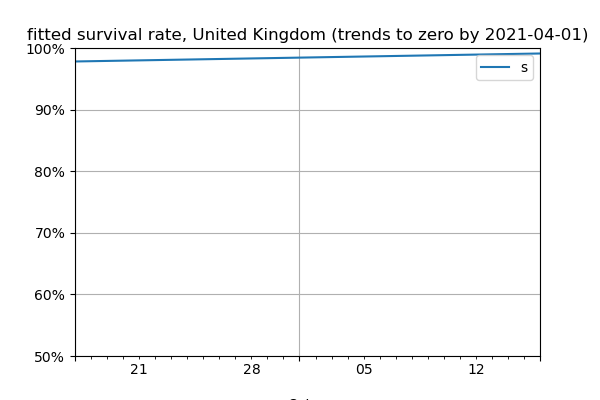 fitted survival rate, United Kingdom (trends to zero by 2021-04-01)
100%
s
90%
80%
70%
60%
50%
21 28 05 12